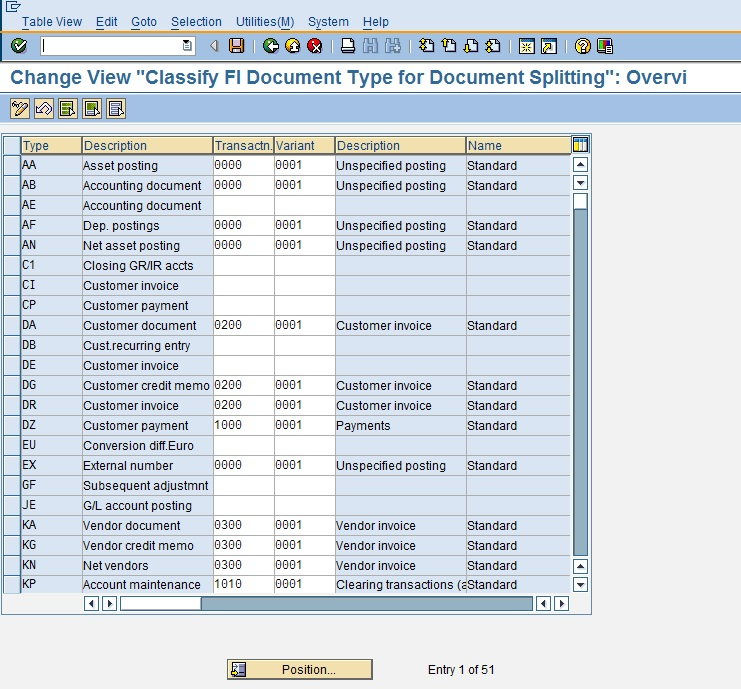 Table View Edit Goto Selection Utilities(M) System Help
Change View "Classify FI Document Type for Document Splitting": Overvi
Type Description Transactn. Variant Description Name
AA Asset posting 0000 0001 Unspecified posting Standard
AB Accounting document 0000 0001 Unspecified posting Standard
AE Accounting document
AF Dep. postings 0000 0001 Unspecified posting Standard
AN Net asset posting 0000 0001 Unspecified posting Standard
C1 Closing GR/IR accts
CI Customer invoice
CP Customer payment
DA Customer document 0200 0001 Customer invoice Standard
DB Cust.recurring entry
DE Customer invoice
DG Customer credit memo 0200 0001 Customer invoice Standard
DR Customer invoice 0200 0001 Customer invoice Standard
DZ Customer payment 1000 0001 Payments Standard
EU Conversion diff.Euro
EX External number 0000 0001 Unspecified posting Standard
GF Subsequent adjustmnt
JE G/L account posting
KA Vendor document 0300 0001 Vendor invoice Standard
KG Vendor credit memo 0300 0001 Vendor invoice Standard
KN Net vendors 0300 0001 Vendor invoice Standard
KP Account maintenance 1010 0001 Clearing transactions (a Standard
Position... Entry 1 of 51